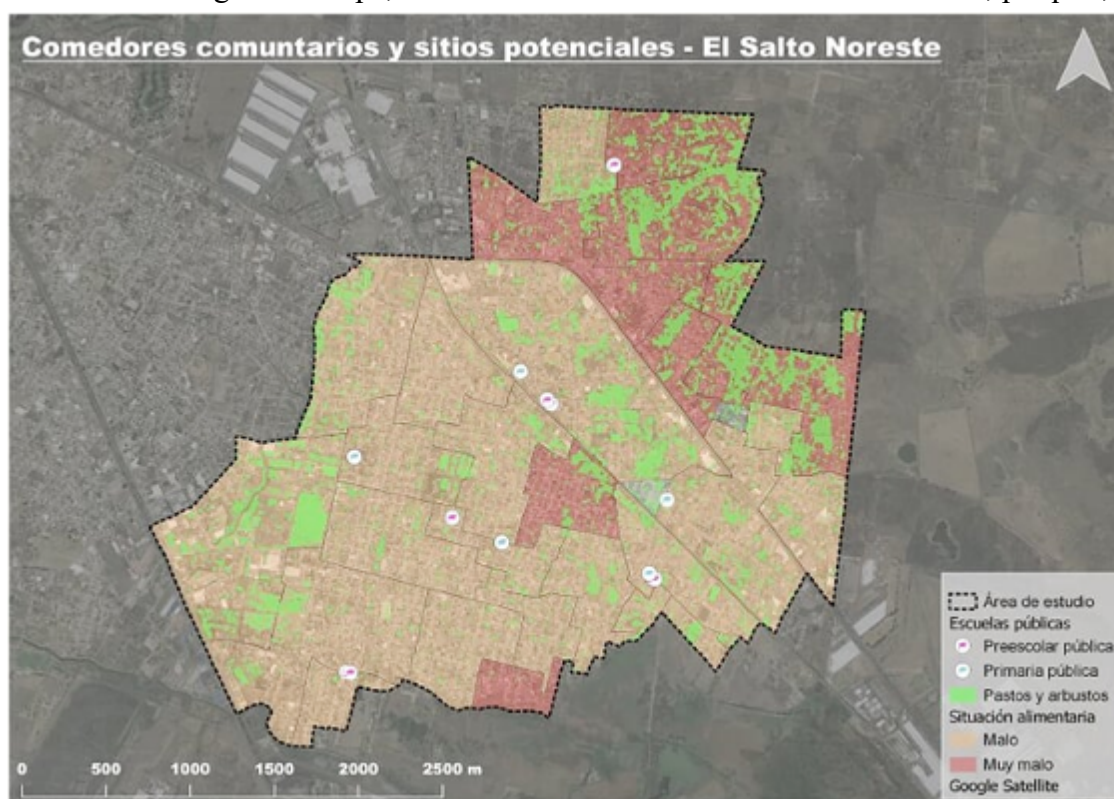 Comedores comuntarios y sitios potenciales - El Salto Noreste
Área de estudio
Escuelas públicas
Preescolar pública
Primaria pública
Pastos y arbustos
Situación alimentaria
Malo
Muy malo
Google Satellite
0 500 1000 1500 2000 2500 m